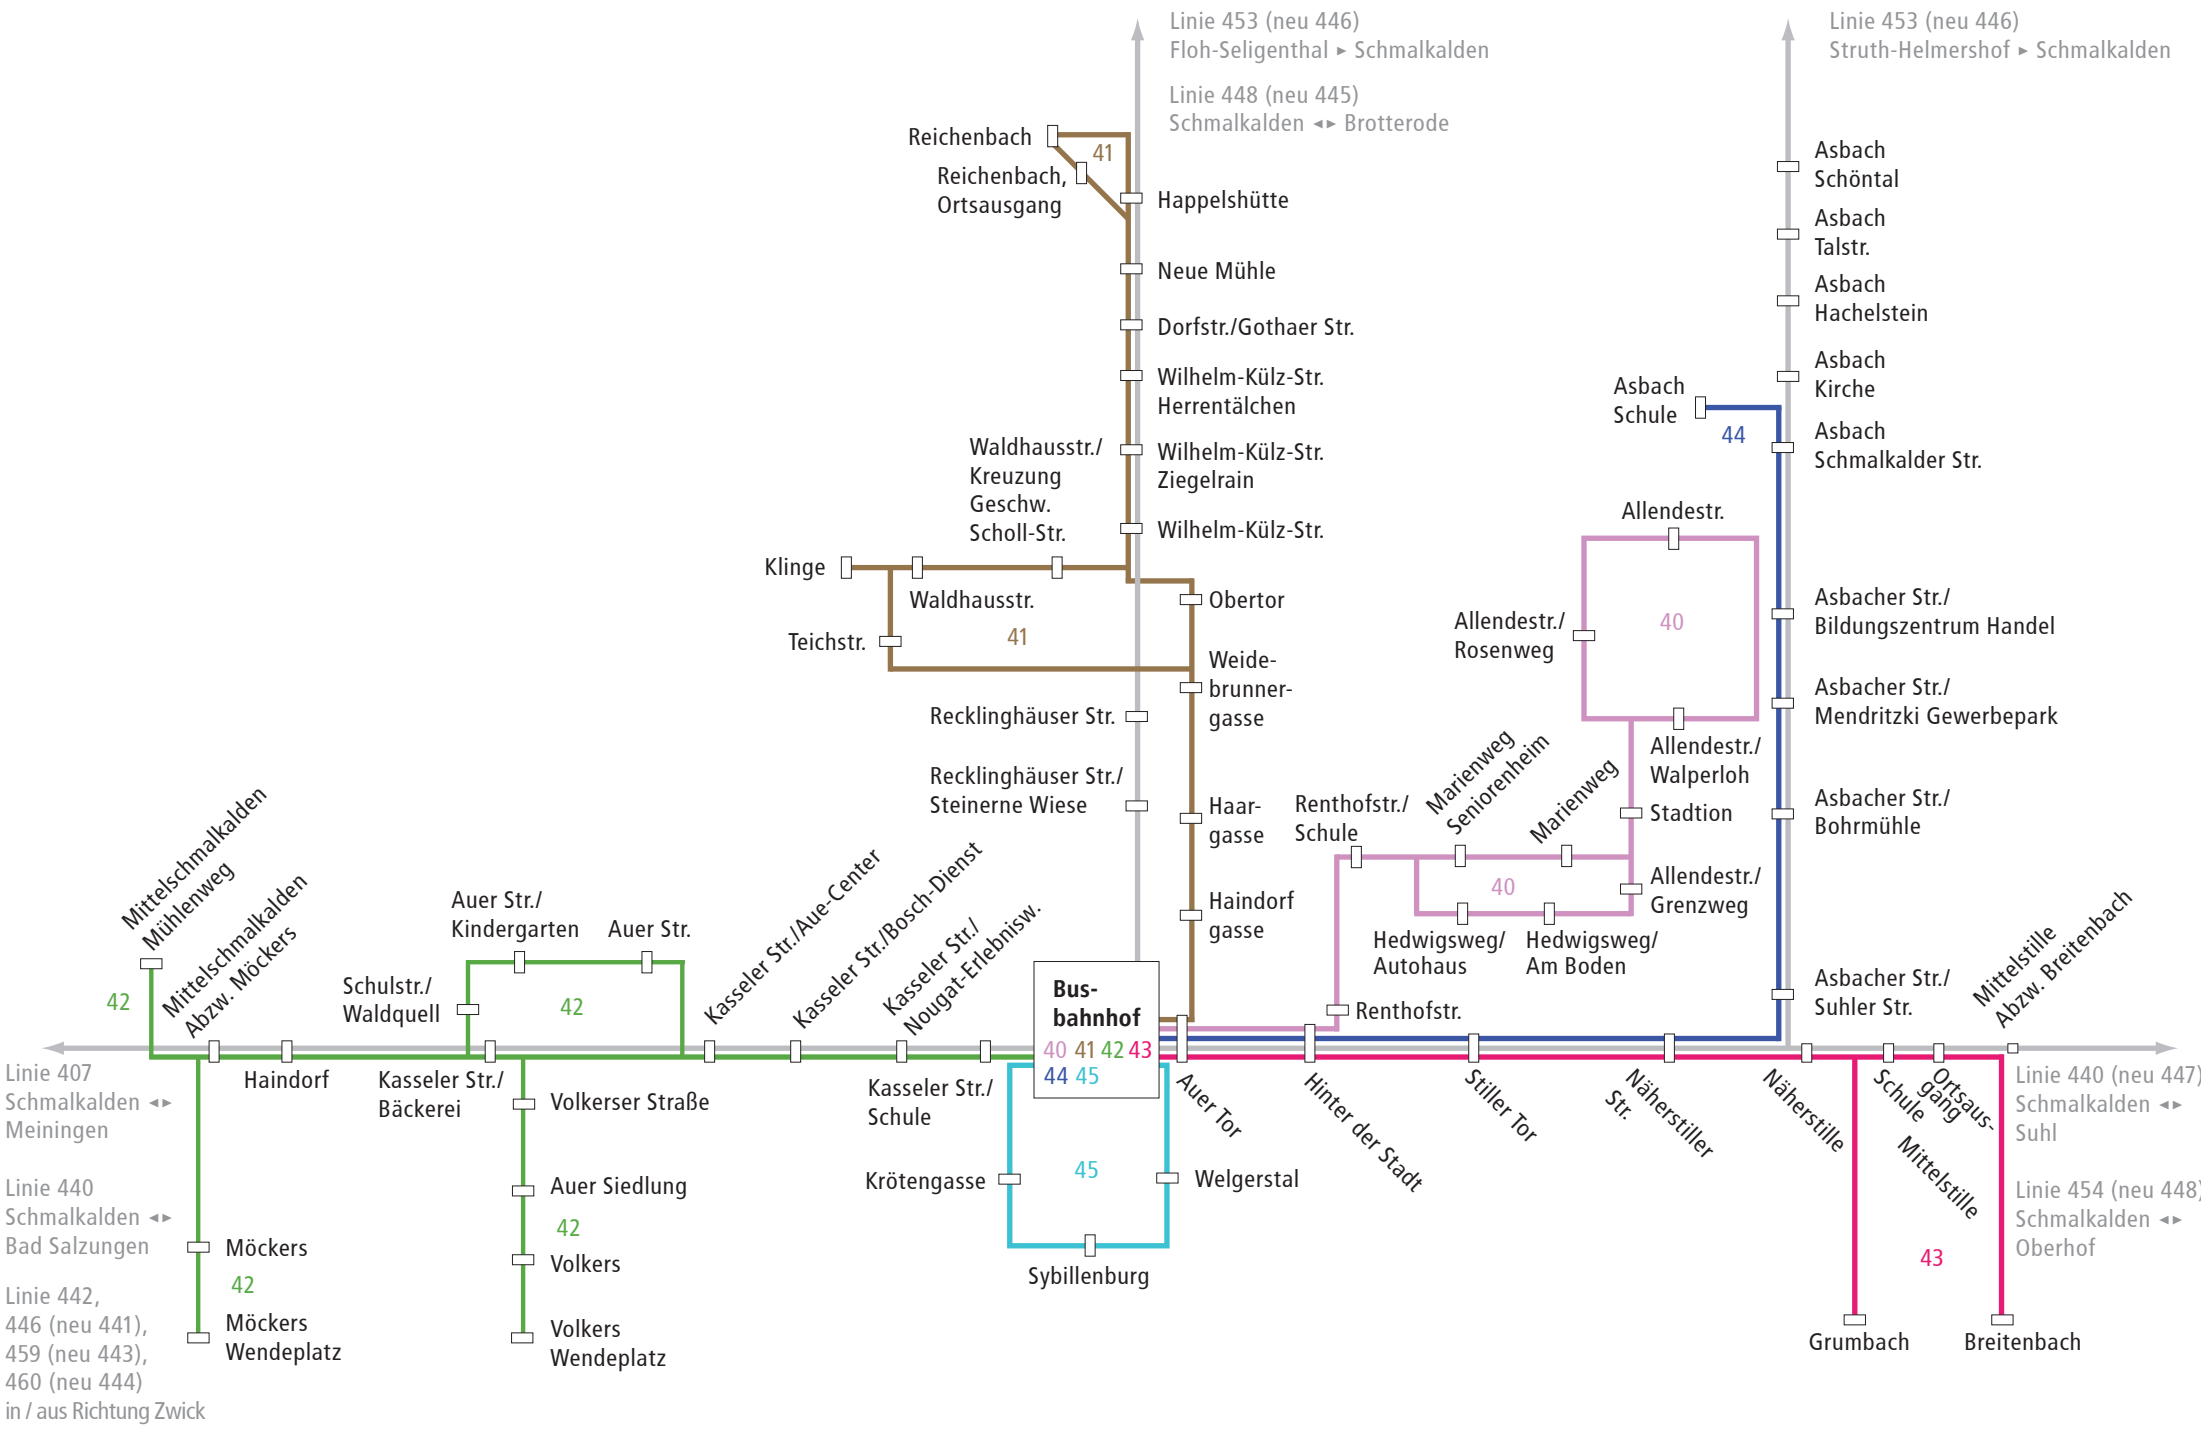 Linie 453 (neu 446)
Floh-Seligenthal ▸ Schmalkalden
Linie 448 (neu 445)
Schmalkalden ◂▸ Brotterode
Linie 453 (neu 446)
Struth-Helmershof ▸ Schmalkalden
Reichenbach
41
Reichenbach,
Ortsausgang
Happelshütte
Neue Mühle
Dorfstr./Gothaer Str.
Wilhelm-Külz-Str.
Herrentälchen
Waldhausstr./
Kreuzung
Geschw.
Scholl-Str.
Wilhelm-Külz-Str.
Ziegelrain
Wilhelm-Külz-Str.
Klinge
Waldhausstr.
Teichstr.
41
Obertor
Weide-
brunner-
gasse
Recklinghäuser Str.
Recklinghäuser Str./
Steinerne Wiese
Haar-
gasse
Haindorf
gasse
Asbach
Schöntal
Asbach
Talstr.
Asbach
Hachelstein
Asbach
Kirche
Asbach
Schule
44
Asbach
Schmalkalder Str.
Allendestr.
Allendestr./
Rosenweg
40
Asbacher Str./
Bildungszentrum Handel
Asbacher Str./
Mendritzki Gewerbepark
Allendestr./
Walperloh
Stadtion
Asbacher Str./
Bohrmühle
Renthofstr./
Schule
Marienweg
Seniorenheim
Marienweg
40
Allendestr./
Grenzweg
Hedwigsweg/
Autohaus
Hedwigsweg/
Am Boden
Renthofstr.
Asbacher Str./
Suhler Str.
Mittelstille
Abzw. Breitenbach
Mittelschmalkalden
Mühlenweg
42
Mittelschmalkalden
Abzw. Möckers
Auer Str./
Kindergarten
Auer Str.
Schulstr./
Waldquell
42
Kasseler Str./Aue-Center
Kasseler Str./Bosch-Dienst
Kasseler Str./
Nougat-Erlebnisw.
Bus-
bahnhof
40 41 42 43
44 45
Haindorf
Kasseler Str./
Bäckerei
Volkerser Straße
Kasseler Str./
Schule
Auer Tor
Hinter der Stadt
Stiller Tor
Näherstiller
Str.
Näherstille
Schule
Ortsaus-
gang
Mittelstille
Linie 407
Schmalkalden ◂▸
Meiningen
Linie 440
Schmalkalden ◂▸
Bad Salzungen
Linie 442,
446 (neu 441),
459 (neu 443),
460 (neu 444)
in / aus Richtung Zwick
Möckers
42
Möckers
Wendeplatz
Auer Siedlung
42
Volkers
Volkers
Wendeplatz
Krötengasse
45
Welgerstal
Sybillenburg
43
Grumbach
Breitenbach
Linie 440 (neu 447)
Schmalkalden ◂▸
Suhl
Linie 454 (neu 448)
Schmalkalden ◂▸
Oberhof